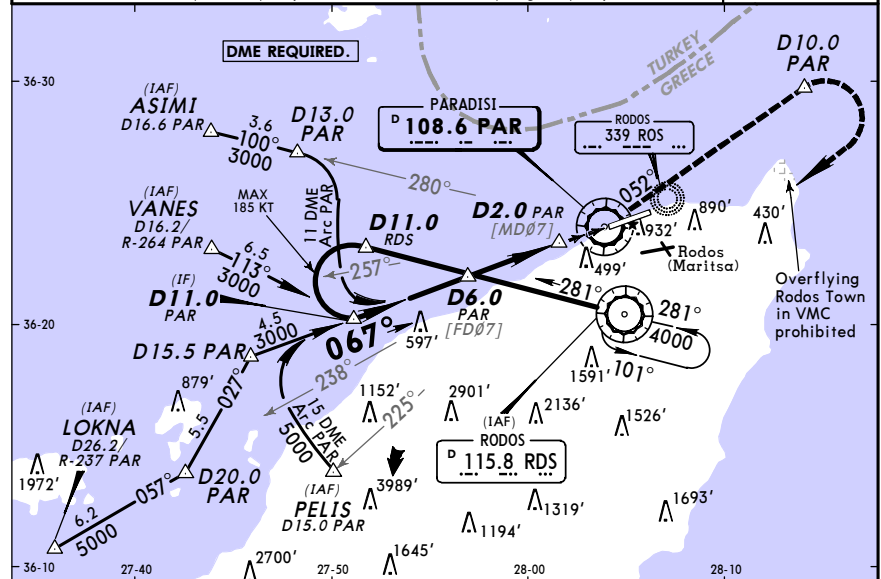 DME REQUIRED.
TURKEY
GREECE
D10.0
PAR
36-30
(IAF)
ASIMI
D16.6 PAR
3.6
100°
3000
D13.0
PAR
PARADISI
D 108.6 PAR
RODOS
339 ROS
280°
052°
MAX
185 KT
11 DME
Arc PAR
(IAF)
VANES
D16.2/
R-264 PAR
6.5
113°
3000
D11.0
RDS
257°
D2.0 PAR
[MDØ7]
932'
890'
430'
499'
Rodos
(Maritsa)
Overflying
Rodos Town
in VMC
prohibited
(IF)
D11.0
PAR
D6.0
PAR
[FDØ7]
281°
281°
4000
101°
36-20
4.5
3000
067°
D15.5 PAR
597'
238°
1591'
879'
027°
5.5
1152'
2901'
2136'
1526'
225°
15 DME
Arc PAR
5000
(IAF)
LOKNA
D26.2/
R-237 PAR
(IAF)
RODOS
D 115.8 RDS
1972'
057°
D20.0
PAR
6.2
5000
(IAF)
PELIS
D15.0 PAR
3989'
1319'
1194'
1693'
2700'
1645'
36-10
27-40
27-50
28-00
28-10